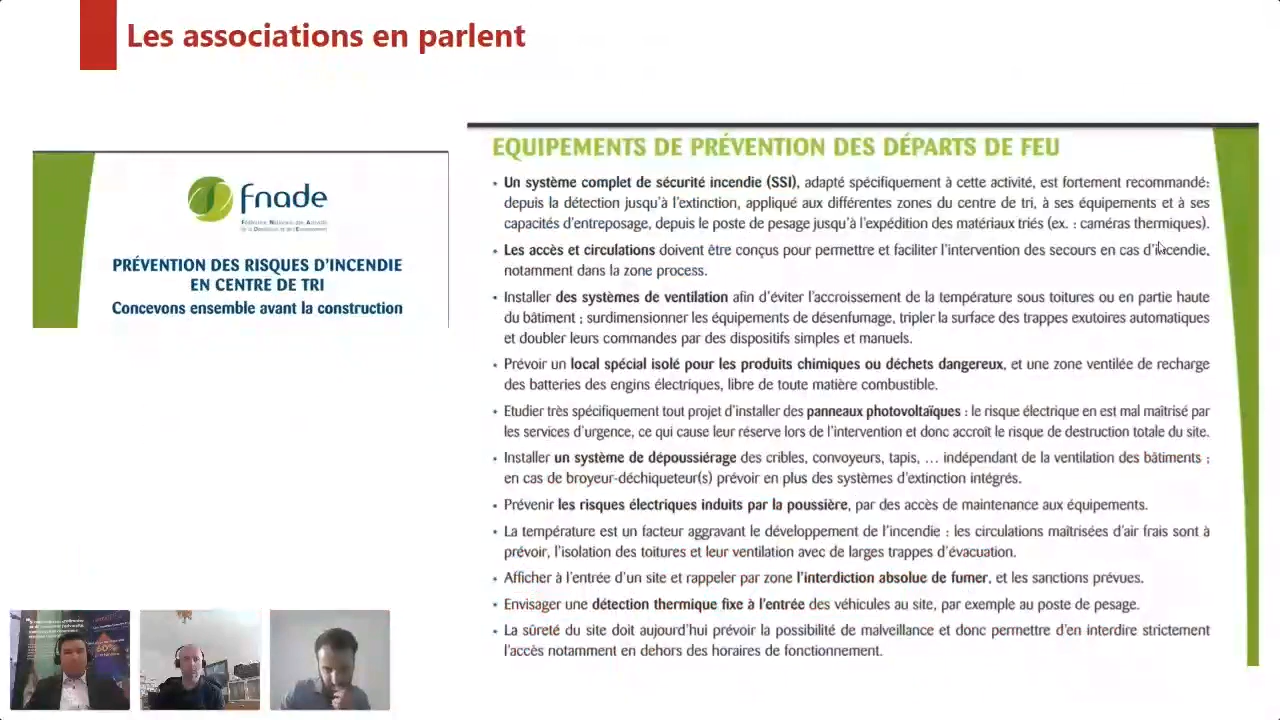 Les associations en parlent
fnade
Fédération Nationale des Activités
de la Dépollution et de l'Environnement
PRÉVENTION DES RISQUES D'INCENDIE
EN CENTRE DE TRI
Concevons ensemble avant la construction
EQUIPEMENTS DE PRÉVENTION DES DÉPARTS DE FEU
• Un système complet de sécurité incendie (SSI), adapté spécifiquement à cette activité, est fortement recommandé:
depuis la détection jusqu'à l'extinction, appliqué aux différentes zones du centre de tri, à ses équipements et à ses
capacités d'entreposage, depuis le poste de pesage jusqu'à l'expédition des matériaux triés (ex. : caméras thermiques).
• Les accès et circulations doivent être conçus pour permettre et faciliter l'intervention des secours en cas d'incendie,
notamment dans la zone process.
• Installer des systèmes de ventilation afin d'éviter l'accroissement de la température sous toitures ou en partie haute
du bâtiment ; surdimensionner les équipements de désenfumage, tripler la surface des trappes exutoires automatiques
et doubler leurs commandes par des dispositifs simples et manuels.
• Prévoir un local spécial isolé pour les produits chimiques ou déchets dangereux, et une zone ventilée de recharge
des batteries des engins électriques, libre de toute matière combustible.
• Etudier très spécifiquement tout projet d'installer des panneaux photovoltaïques : le risque électrique en est mal maîtrisé par
les services d'urgence, ce qui cause leur réserve lors de l'intervention et donc accroît le risque de destruction totale du site.
• Installer un système de dépoussiérage des cribles, convoyeurs, tapis, … indépendant de la ventilation des bâtiments ;
en cas de broyeur-déchiqueteur(s) prévoir en plus des systèmes d'extinction intégrés.
• Prévenir les risques électriques induits par la poussière, par des accès de maintenance aux équipements.
• La température est un facteur aggravant le développement de l'incendie : les circulations maîtrisées d'air frais sont à
prévoir, l'isolation des toitures et leur ventilation avec de larges trappes d'évacuation.
• Afficher à l'entrée d'un site et rappeler par zone l'interdiction absolue de fumer, et les sanctions prévues.
• Envisager une détection thermique fixe à l'entrée des véhicules au site, par exemple au poste de pesage.
• La sûreté du site doit aujourd'hui prévoir la possibilité de malveillance et donc permettre d'en interdire strictement
l'accès notamment en dehors des horaires de fonctionnement.
60%